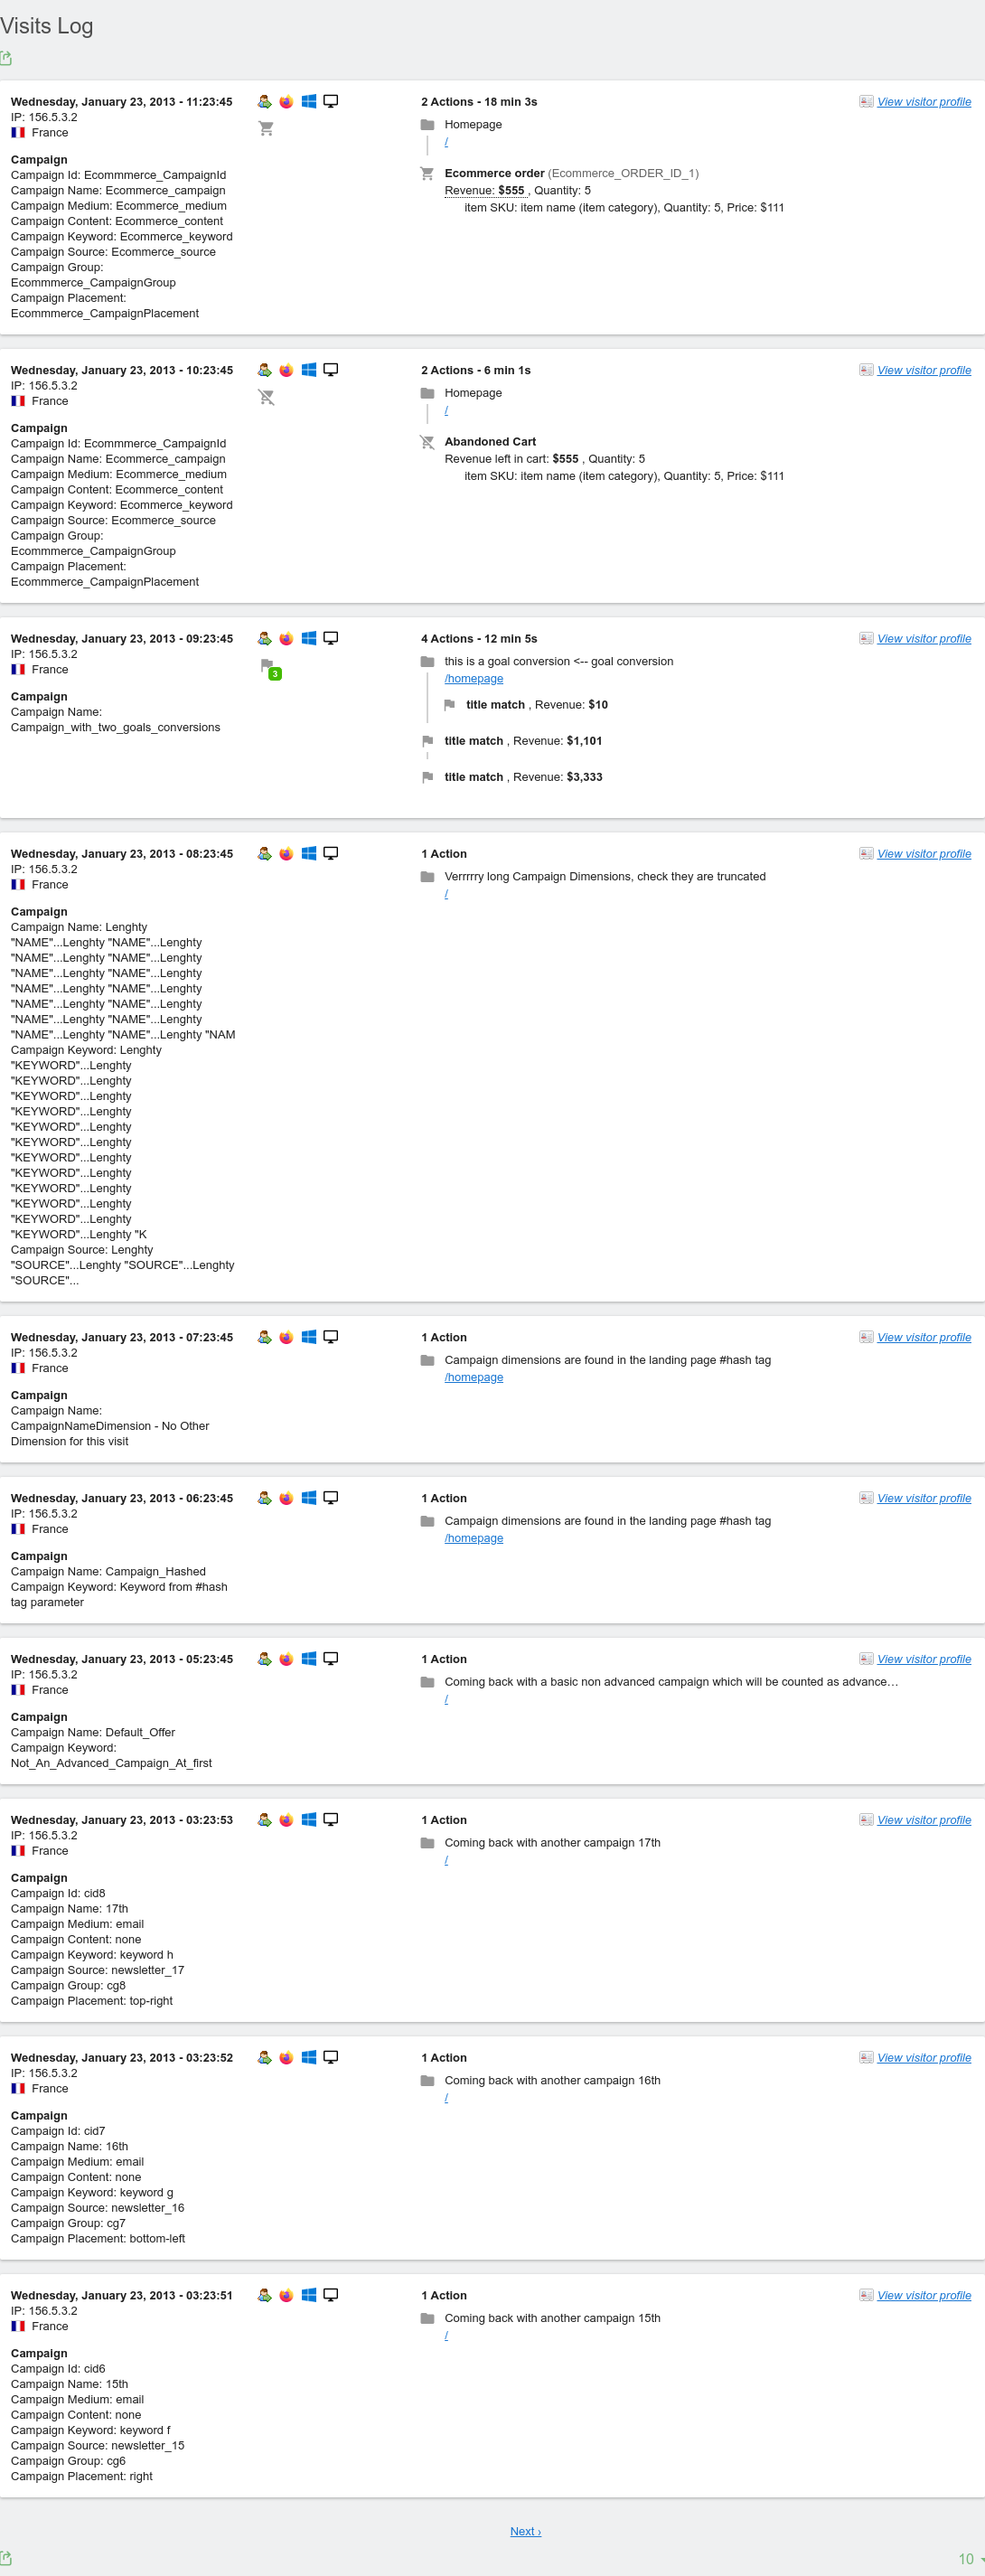 Visits Log
Wednesday, January 23, 2013 - 11:23:45
IP: 156.5.3.2
France
Campaign
Campaign Id: Ecommmerce_CampaignId
Campaign Name: Ecommerce_campaign
Campaign Medium: Ecommerce_medium
Campaign Content: Ecommerce_content
Campaign Keyword: Ecommerce_keyword
Campaign Source: Ecommerce_source
Campaign Group:
Ecommmerce_CampaignGroup
Campaign Placement:
Ecommmerce_CampaignPlacement
2 Actions - 18 min 3s
Homepage
/
Ecommerce order (Ecommerce_ORDER_ID_1)
Revenue: $555 , Quantity: 5
item SKU: item name (item category), Quantity: 5, Price: $111
View visitor profile
Wednesday, January 23, 2013 - 10:23:45
IP: 156.5.3.2
France
Campaign
Campaign Id: Ecommmerce_CampaignId
Campaign Name: Ecommerce_campaign
Campaign Medium: Ecommerce_medium
Campaign Content: Ecommerce_content
Campaign Keyword: Ecommerce_keyword
Campaign Source: Ecommerce_source
Campaign Group:
Ecommmerce_CampaignGroup
Campaign Placement:
Ecommmerce_CampaignPlacement
2 Actions - 6 min 1s
Homepage
/
Abandoned Cart
Revenue left in cart: $555 , Quantity: 5
item SKU: item name (item category), Quantity: 5, Price: $111
View visitor profile
Wednesday, January 23, 2013 - 09:23:45
IP: 156.5.3.2
France
Campaign
Campaign Name:
Campaign_with_two_goals_conversions
3
4 Actions - 12 min 5s
this is a goal conversion <-- goal conversion
/homepage
title match , Revenue: $10
title match , Revenue: $1,101
title match , Revenue: $3,333
View visitor profile
Wednesday, January 23, 2013 - 08:23:45
IP: 156.5.3.2
France
Campaign
Campaign Name: Lenghty
"NAME"...Lenghty "NAME"...Lenghty
"NAME"...Lenghty "NAME"...Lenghty
"NAME"...Lenghty "NAME"...Lenghty
"NAME"...Lenghty "NAME"...Lenghty
"NAME"...Lenghty "NAME"...Lenghty
"NAME"...Lenghty "NAME"...Lenghty
"NAME"...Lenghty "NAME"...Lenghty "NAM
Campaign Keyword: Lenghty
"KEYWORD"...Lenghty
"KEYWORD"...Lenghty
"KEYWORD"...Lenghty
"KEYWORD"...Lenghty
"KEYWORD"...Lenghty
"KEYWORD"...Lenghty
"KEYWORD"...Lenghty
"KEYWORD"...Lenghty
"KEYWORD"...Lenghty
"KEYWORD"...Lenghty
"KEYWORD"...Lenghty
"KEYWORD"...Lenghty "K
Campaign Source: Lenghty
"SOURCE"...Lenghty "SOURCE"...Lenghty
"SOURCE"...
1 Action
Verrrrry long Campaign Dimensions, check they are truncated
/
View visitor profile
Wednesday, January 23, 2013 - 07:23:45
IP: 156.5.3.2
France
Campaign
Campaign Name:
CampaignNameDimension - No Other
Dimension for this visit
1 Action
Campaign dimensions are found in the landing page #hash tag
/homepage
View visitor profile
Wednesday, January 23, 2013 - 06:23:45
IP: 156.5.3.2
France
Campaign
Campaign Name: Campaign_Hashed
Campaign Keyword: Keyword from #hash
tag parameter
1 Action
Campaign dimensions are found in the landing page #hash tag
/homepage
View visitor profile
Wednesday, January 23, 2013 - 05:23:45
IP: 156.5.3.2
France
Campaign
Campaign Name: Default_Offer
Campaign Keyword:
Not_An_Advanced_Campaign_At_first
1 Action
Coming back with a basic non advanced campaign which will be counted as advance…
/
View visitor profile
Wednesday, January 23, 2013 - 03:23:53
IP: 156.5.3.2
France
Campaign
Campaign Id: cid8
Campaign Name: 17th
Campaign Medium: email
Campaign Content: none
Campaign Keyword: keyword h
Campaign Source: newsletter_17
Campaign Group: cg8
Campaign Placement: top-right
1 Action
Coming back with another campaign 17th
/
View visitor profile
Wednesday, January 23, 2013 - 03:23:52
IP: 156.5.3.2
France
Campaign
Campaign Id: cid7
Campaign Name: 16th
Campaign Medium: email
Campaign Content: none
Campaign Keyword: keyword g
Campaign Source: newsletter_16
Campaign Group: cg7
Campaign Placement: bottom-left
1 Action
Coming back with another campaign 16th
/
View visitor profile
Wednesday, January 23, 2013 - 03:23:51
IP: 156.5.3.2
France
Campaign
Campaign Id: cid6
Campaign Name: 15th
Campaign Medium: email
Campaign Content: none
Campaign Keyword: keyword f
Campaign Source: newsletter_15
Campaign Group: cg6
Campaign Placement: right
1 Action
Coming back with another campaign 15th
/
View visitor profile
Next ›
10